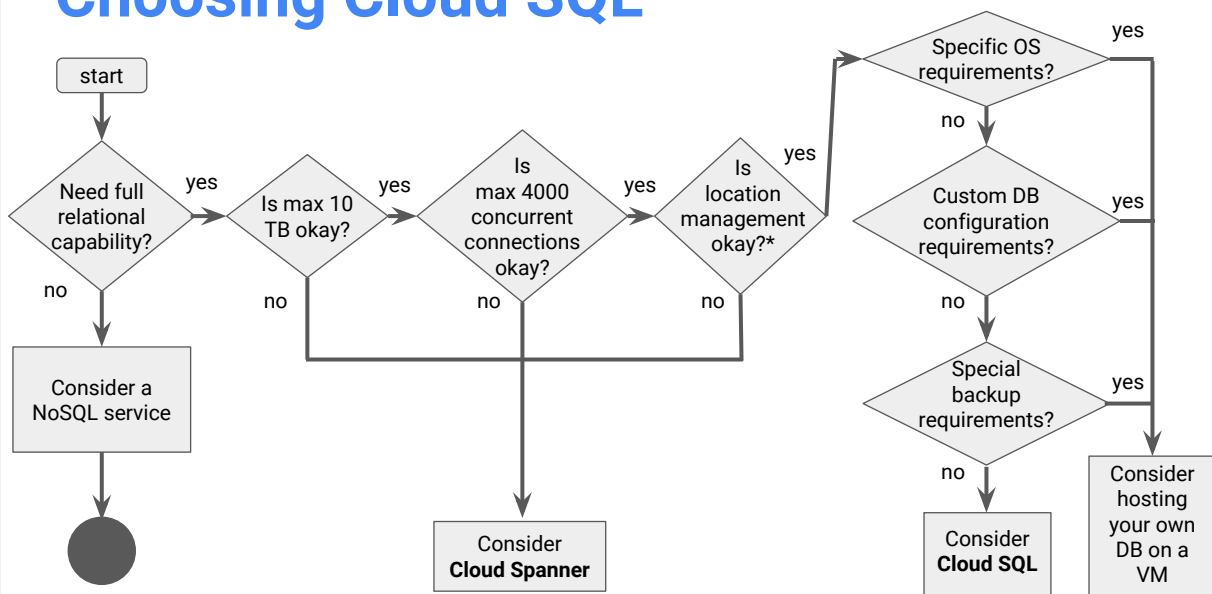 Choosing Cloud SQL
start
Need full
relational
capability?
yes
no
Consider a
NoSQL service
Is max 10
TB okay?
yes
no
Is
max 4000
concurrent
connections
okay?
yes
no
Is
location
management
okay?*
yes
no
Consider
Cloud Spanner
Specific OS
requirements?
yes
no
Custom DB
configuration
requirements?
yes
no
Special
backup
requirements?
yes
no
Consider
Cloud SQL
Consider
hosting
your own
DB on a
VM